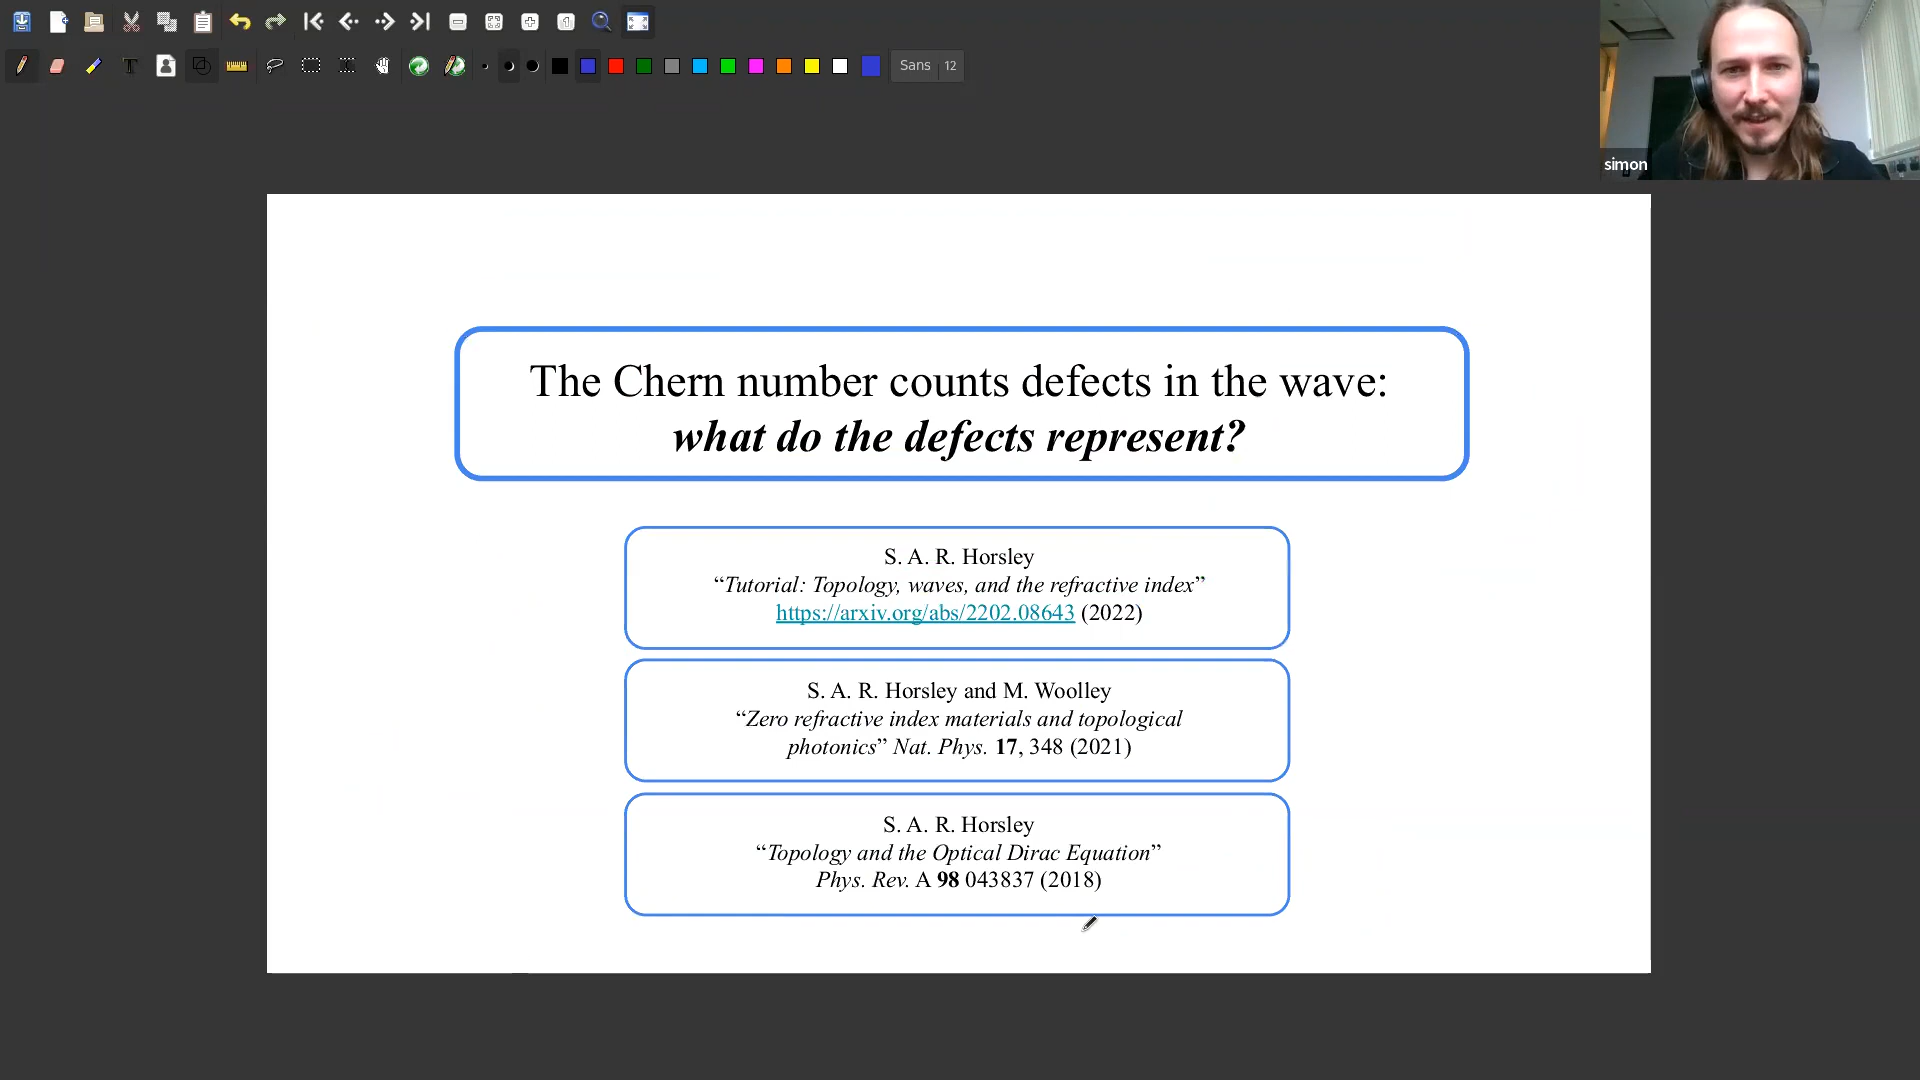 Sans 12
simon
The Chern number counts defects in the wave:
what do the defects represent?
S. A. R. Horsley
“Tutorial: Topology, waves, and the refractive index”
https://arxiv.org/abs/2202.08643 (2022)
S. A. R. Horsley and M. Woolley
“Zero refractive index materials and topological
photonics” Nat. Phys. 17, 348 (2021)
S. A. R. Horsley
“Topology and the Optical Dirac Equation”
Phys. Rev. A 98 043837 (2018)